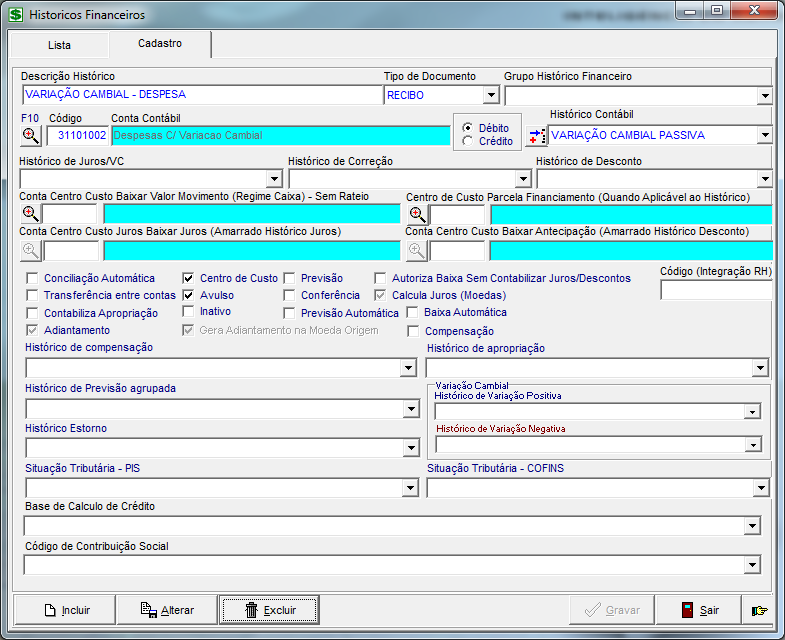 Historicos Financeiros
Lista
Cadastro
Descrição Histórico
Tipo de Documento
Grupo Histórico Financeiro
VARIAÇÃO CAMBIAL - DESPESA
RECIBO
F10
Código
Conta Contábil
Histórico Contábil
31101002
Despesas C/ Variacao Cambial
Débito
Crédito
VARIAÇÃO CAMBIAL PASSIVA
Histórico de Juros/VC
Histórico de Correção
Histórico de Desconto
Conta Centro Custo Baixar Valor Movimento (Regime Caixa) - Sem Rateio
Centro de Custo Parcela Financiamento (Quando Aplicável ao Histórico)
Conta Centro Custo Juros Baixar Juros (Amarrado Histórico Juros)
Conta Centro Custo Baixar Antecipação (Amarrado Histórico Desconto)
Conciliação Automática
Centro de Custo
Previsão
Autoriza Baixa Sem Contabilizar Juros/Descontos
Código (Integração RH)
Transferência entre contas
Avulso
Conferência
Calcula Juros (Moedas)
Contabiliza Apropriação
Inativo
Previsão Automática
Baixa Automática
Adiantamento
Gera Adiantamento na Moeda Origem
Compensação
Histórico de compensação
Histórico de apropriação
Histórico de Previsão agrupada
Variação Cambial
Histórico de Variação Positiva
Histórico Estorno
Histórico de Variação Negativa
Situação Tributária - PIS
Situação Tributária - COFINS
Base de Calculo de Crédito
Código de Contribuição Social
Incluir
Alterar
Excluir
Gravar
Sair